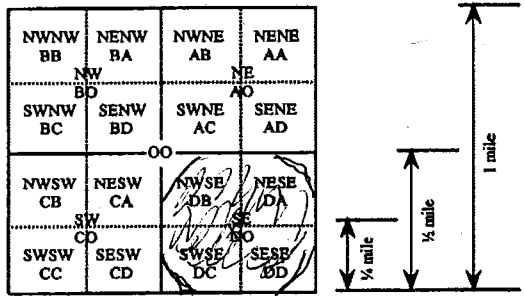 NWNW NENW NWNE NENE
BB BA AB AA
NW NE
BO AO
SWNW SENW SWNE SENE
BC BD AC AD
OO
NWSW NESW NWSE NESE
CB CA DB DA
SW SE
CO DO
SWSW SESW SWSE SESE
CC CD DC DD
¼ mile
½ mile
1 mile